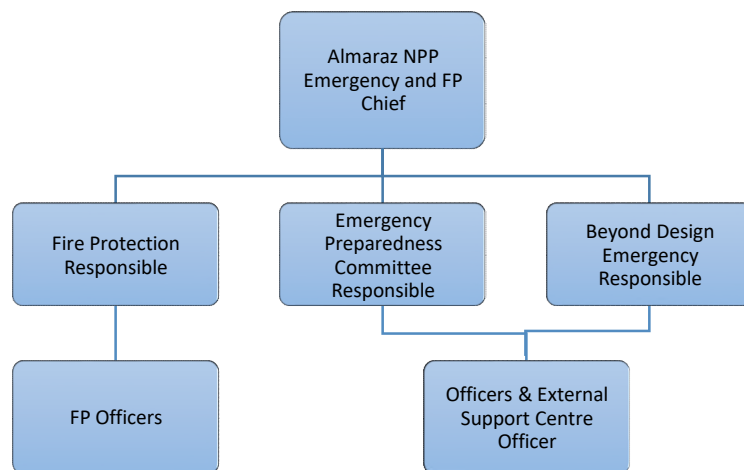 Almaraz NPP
Emergency and FP
Chief
Fire Protection
Responsible
Emergency
Preparedness
Committee
Responsible
Beyond Design
Emergency
Responsible
FP Officers
Officers & External
Support Centre
Officer